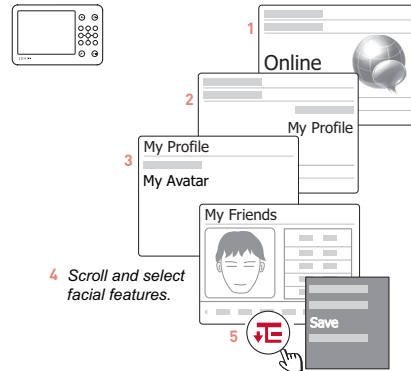 1
Online
2
My Profile
3
My Profile
My Avatar
My Friends
4 Scroll and select
facial features.
5
Save